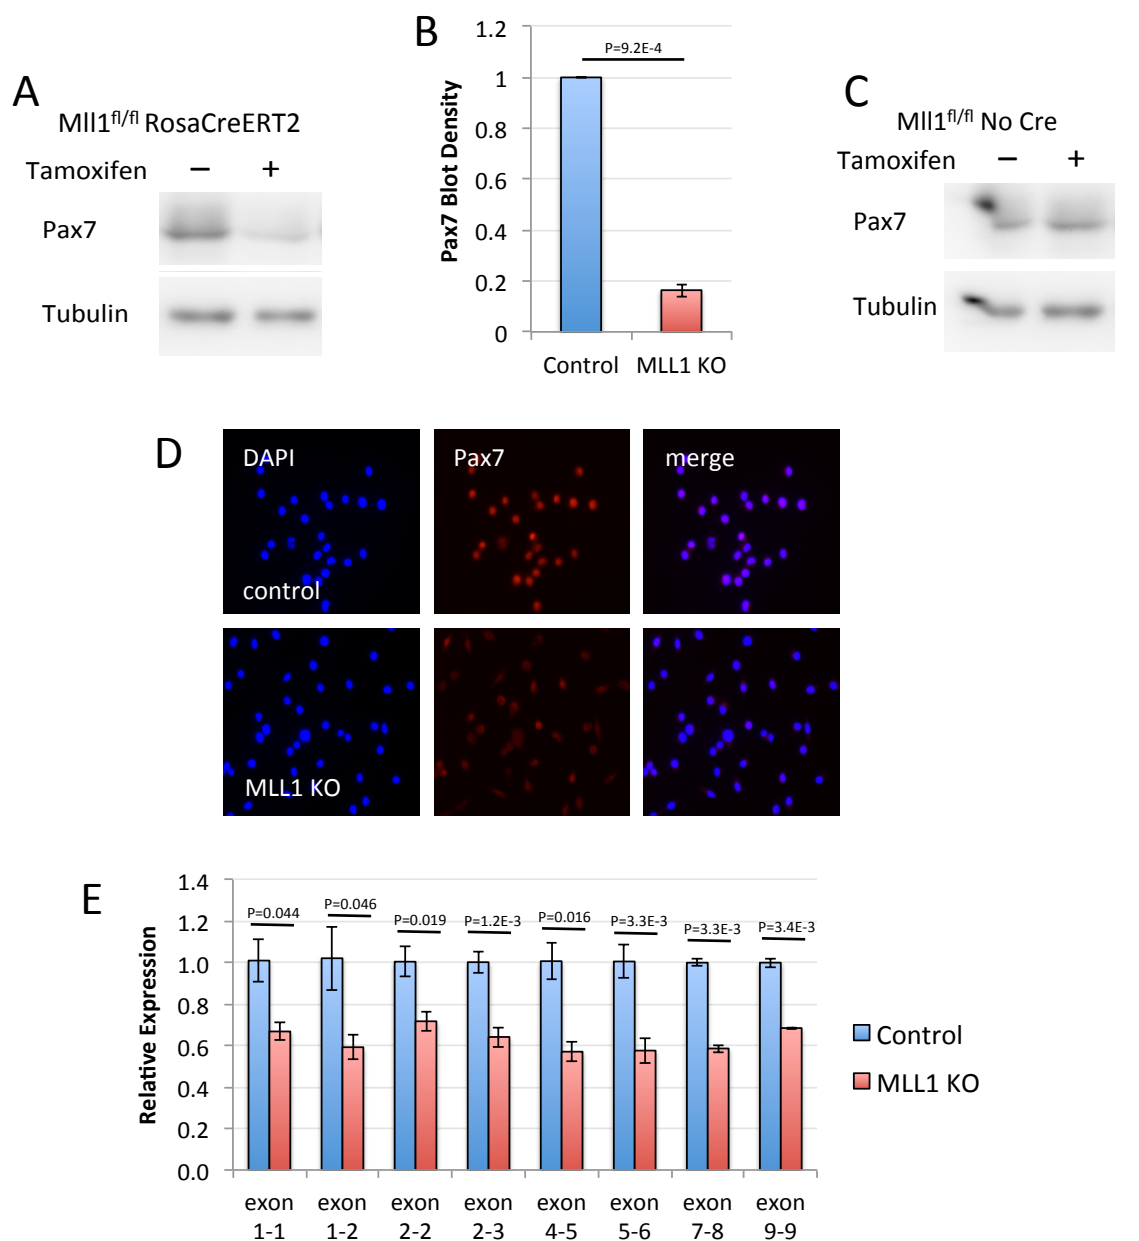 A
Mll1fl/fl RosaCreERT2
Tamoxifen − +
Pax7
Tubulin
B
Pax7 Blot Density
1.2
1
0.8
0.6
0.4
0.2
0
P=9.2E-4
Control MLL1 KO
C
Mll1fl/fl No Cre
Tamoxifen − +
Pax7
Tubulin
D
DAPI Pax7 merge
control
MLL1 KO
E
Relative Expression
1.4
1.2
1.0
0.8
0.6
0.4
0.2
0.0
P=0.044 P=0.046 P=0.019 P=1.2E-3 P=0.016 P=3.3E-3 P=3.3E-3 P=3.4E-3
exon exon exon exon exon exon exon exon
1-1 1-2 2-2 2-3 4-5 5-6 7-8 9-9
Control
MLL1 KO